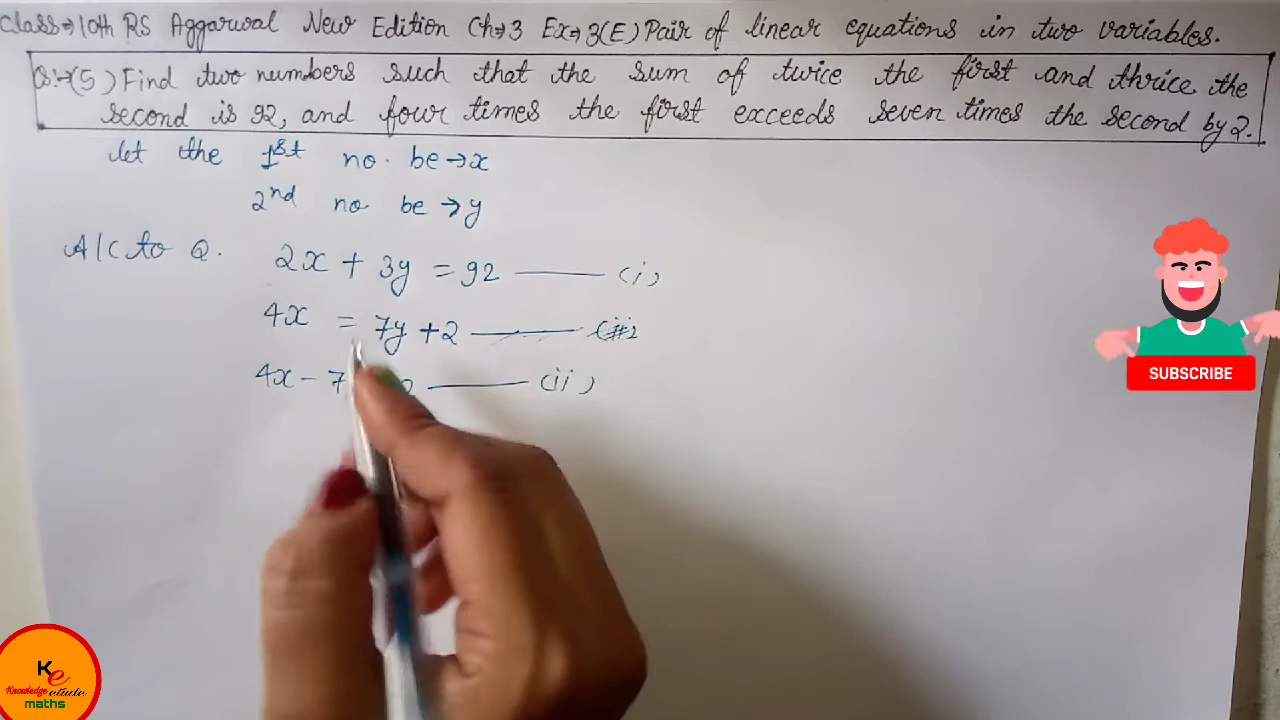 Class→10th RS Aggarwal New Edition Ch→3 Ex→3(E) Pair of linear equations in two variables.
Q:→(5) Find two numbers such that the sum of twice the first and thrice the
second is 92, and four times the first exceeds seven times the second by 2.
let the 1st no. be→x
2nd no be→y
A/C to Q. 2x + 3y = 92 —— (i)
4x = 7y + 2 ——
4x - 7 —— (ii)
SUBSCRIBE
Ke
Knowledge etiude
maths